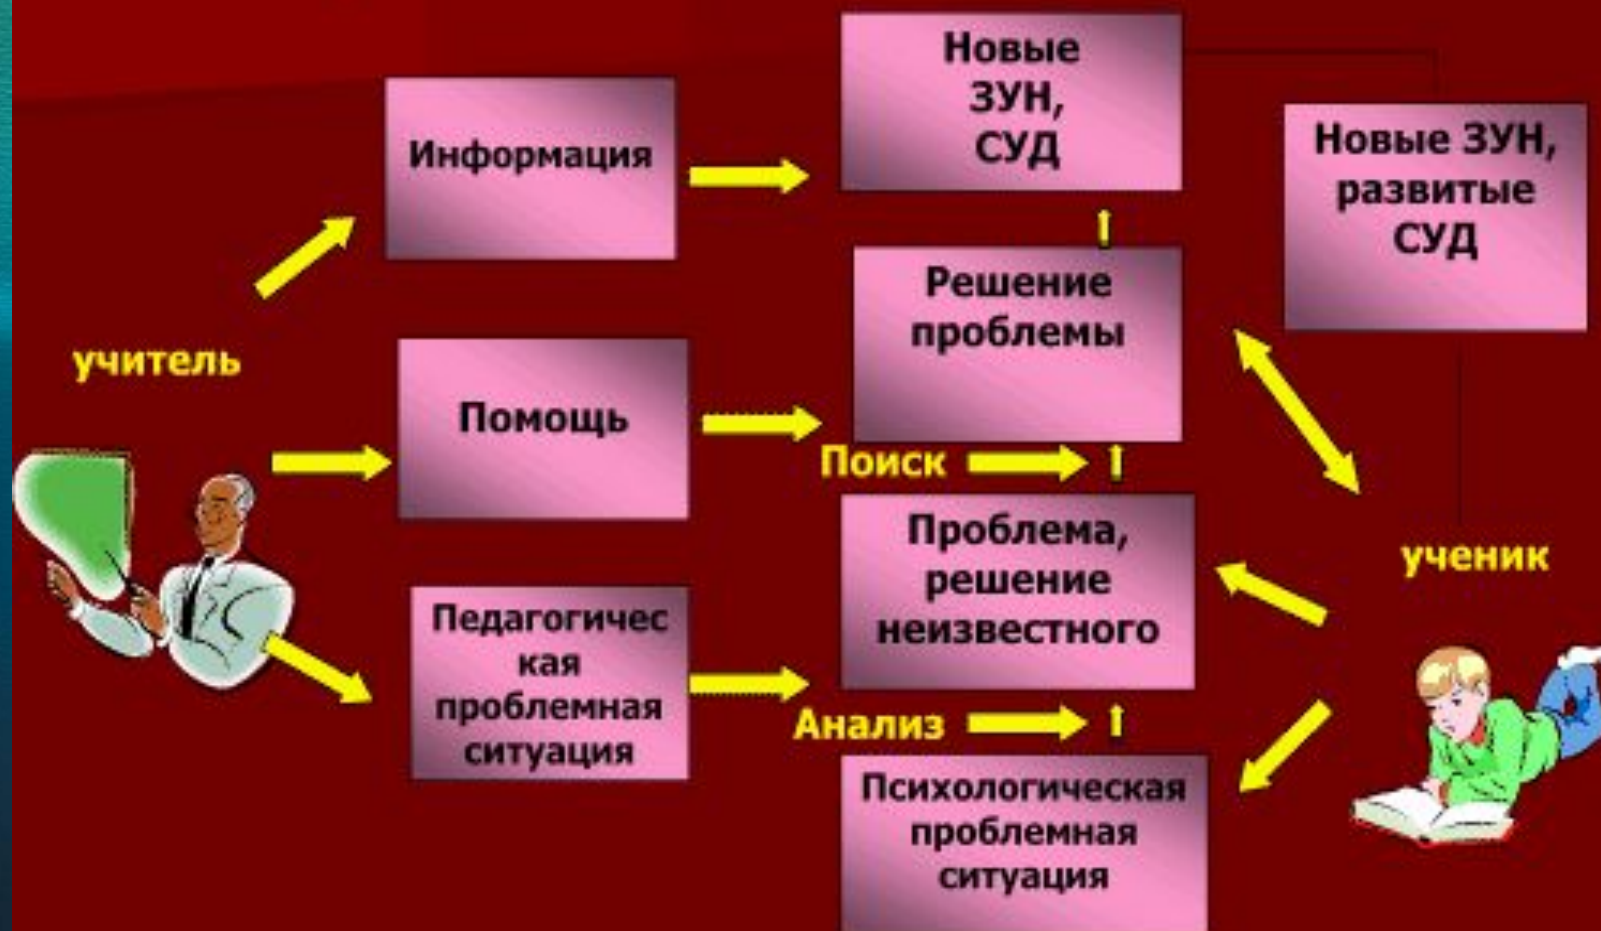 учитель
Информация
Помощь
Педагогичес
кая
проблемная
ситуация
Новые
ЗУН,
СУД
Решение
проблемы
Поиск
Проблема,
решение
неизвестного
Анализ
Психологическая
проблемная
ситуация
Новые ЗУН,
развитые
СУД
ученик